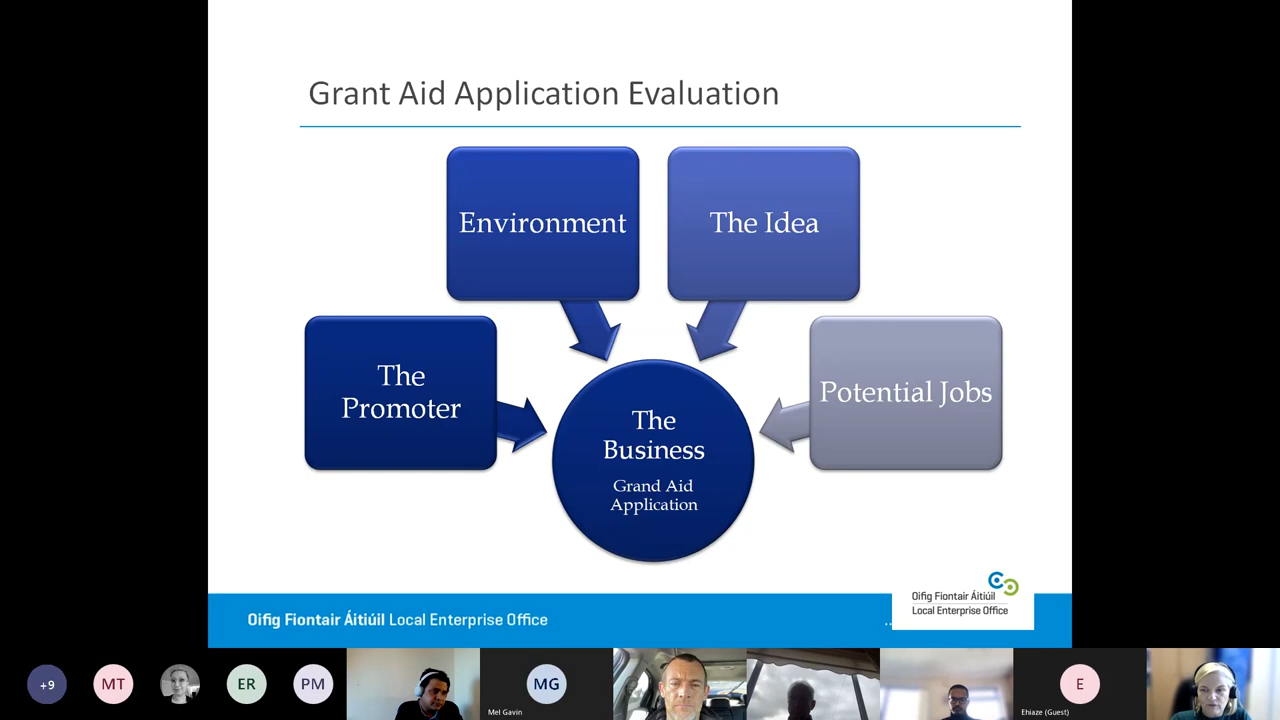 Grant Aid Application Evaluation
Environment
The Idea
The
Promoter
Potential Jobs
The
Business
Grand Aid
Application
Oifig Fiontair Áitiúil Local Enterprise Office
..
Oifig Fiontair Áitiúil
Local Enterprise Office
+9
MT
ER
PM
MG
Mel Gavin
E
Ehiaze (Guest)